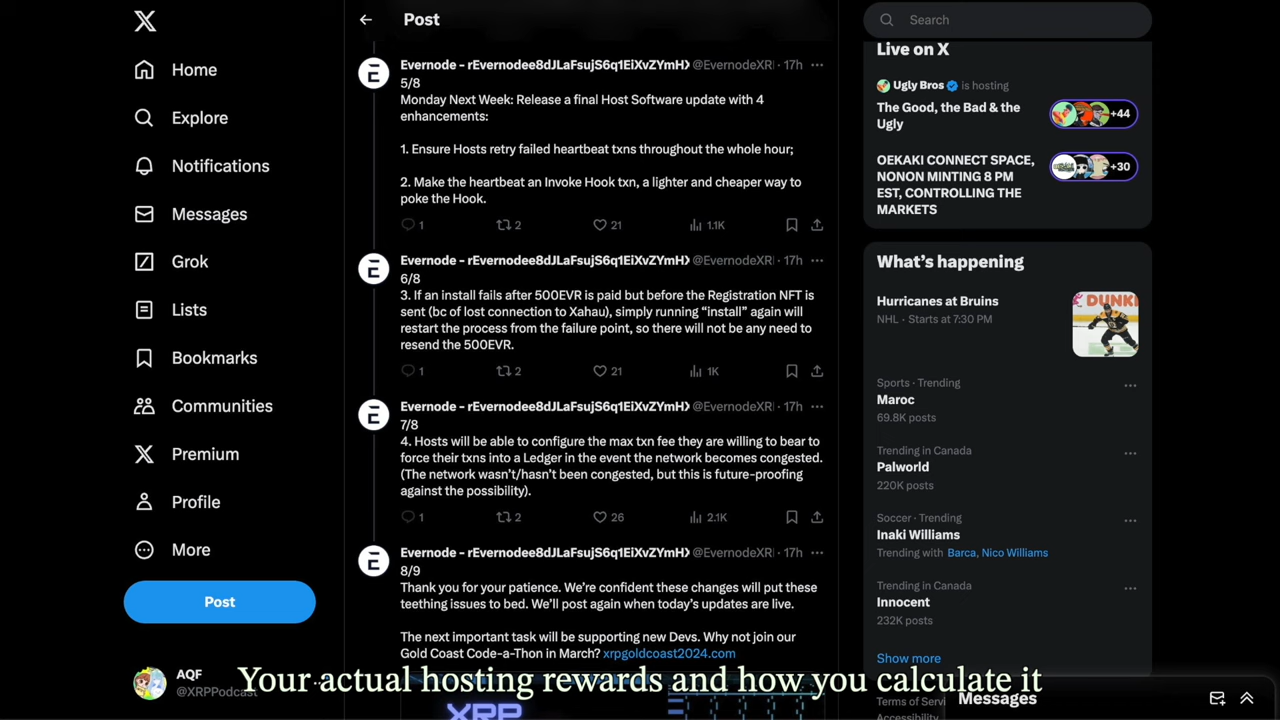 Home
Explore
Notifications
Messages
Grok
Lists
Bookmarks
Communities
Premium
Profile
More
Post
AQF
@XRPPodcast
Post
Evernode - rEvernodee8dJLaFsujS6q1EiXvZYmH @EvernodeXR · 17h
5/8
Monday Next Week: Release a final Host Software update with 4
enhancements:
1. Ensure Hosts retry failed heartbeat txns throughout the whole hour;
2. Make the heartbeat an Invoke Hook txn, a lighter and cheaper way to
poke the Hook.
1 2 21 1.1K
Evernode - rEvernodee8dJLaFsujS6q1EiXvZYmH @EvernodeXR · 17h
6/8
3. If an install fails after 500EVR is paid but before the Registration NFT is
sent (bc of lost connection to Xahau), simply running “install” again will
restart the process from the failure point, so there will not be any need to
resend the 500EVR.
1 2 21 1K
Evernode - rEvernodee8dJLaFsujS6q1EiXvZYmH @EvernodeXR · 17h
7/8
4. Hosts will be able to configure the max txn fee they are willing to bear to
force their txns into a Ledger in the event the network becomes congested.
(The network wasn’t/hasn’t been congested, but this is future-proofing
against the possibility).
1 2 26 2.1K
Evernode - rEvernodee8dJLaFsujS6q1EiXvZYmH @EvernodeXR · 17h
8/9
Thank you for your patience. We’re confident these changes will put these
teething issues to bed. We’ll post again when today’s updates are live.
The next important task will be supporting new Devs. Why not join our
Gold Coast Code-a-Thon in March? xrpgoldcoast2024.com
XRP
Search
Live on X
Ugly Bros is hosting
The Good, the Bad & the
Ugly
+44
OEKAKI CONNECT SPACE,
NONON MINTING 8 PM
EST, CONTROLLING THE
MARKETS
+30
What’s happening
Hurricanes at Bruins
NHL · Starts at 7:30 PM
Sports · Trending
Maroc
69.8K posts
Trending in Canada
Palworld
220K posts
Soccer · Trending
Inaki Williams
Trending with Barca, Nico Williams
Trending in Canada
Innocent
232K posts
Show more
Terms of Servi
Accessibility
Messages
Your actual hosting rewards and how you calculate it